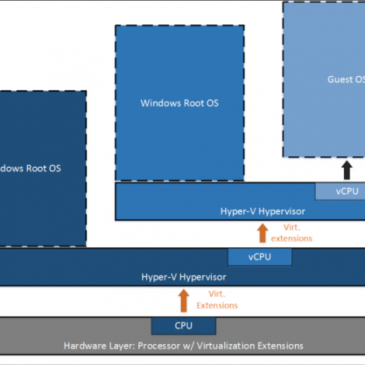 Guest OS
Windows Root OS
dows Root OS
vCPU
Hyper-V Hypervisor
Virt.
extensions
vCPU
Hyper-V Hypervisor
Virt.
Extensions
CPU
Hardware Layer: Processor w/ Virtualization Extensions